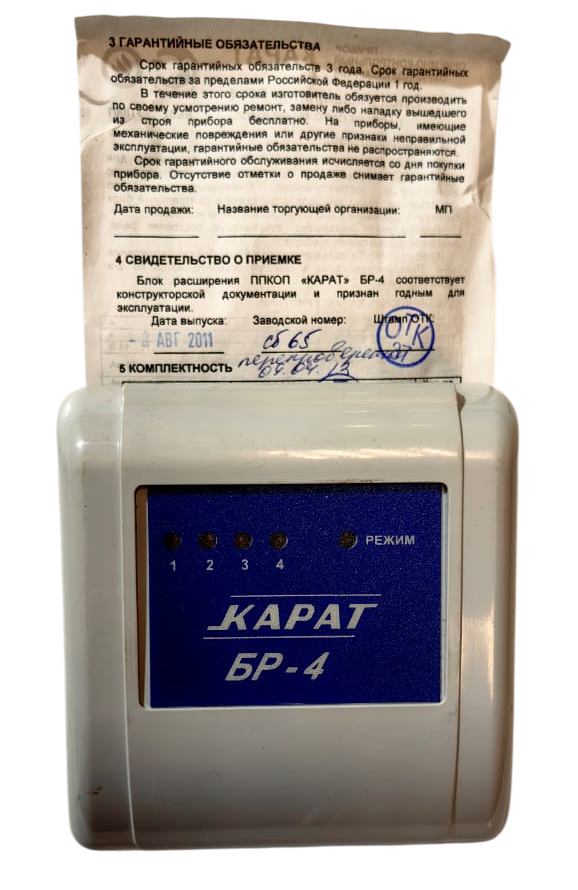 3 ГАРАНТИЙНЫЕ ОБЯЗАТЕЛЬСТВА
Срок гарантийных обязательств 3 года. Срок гарантийных
обязательств за пределами Российской Федерации 1 год.
В течение этого срока изготовитель обязуется производить
по своему усмотрению ремонт, замену либо наладку вышедшего
из строя прибора бесплатно. На приборы, имеющие
механические повреждения или другие признаки неправильной
эксплуатации, гарантийные обязательства не распространяются.
Срок гарантийного обслуживания исчисляется со дня покупки
прибора. Отсутствие отметки о продаже снимает гарантийные
обязательства.
Дата продажи: Название торгующей организации: МП
4 СВИДЕТЕЛЬСТВО О ПРИЕМКЕ
Блок расширения ППКОП «КАРАТ» БР-4 соответствует
конструкторской документации и признан годным для
эксплуатации.
Дата выпуска: Заводской номер: Штамп ОТК:
АВГ 2011 сб 65 ОТК
5 КОМПЛЕКТНОСТЬ
1 2 3 4 РЕЖИМ
КАРАТ
БР-4